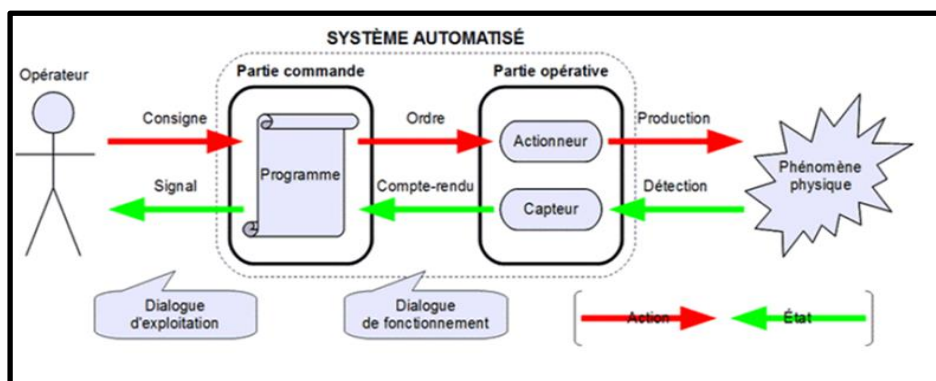 SYSTÈME AUTOMATISÉ
Opérateur
Partie commande
Partie opérative
Consigne
Ordre
Production
Programme
Actionneur
Phénomène
physique
Signal
Compte-rendu
Détection
Capteur
Dialogue
d'exploitation
Dialogue
de fonctionnement
Action
État